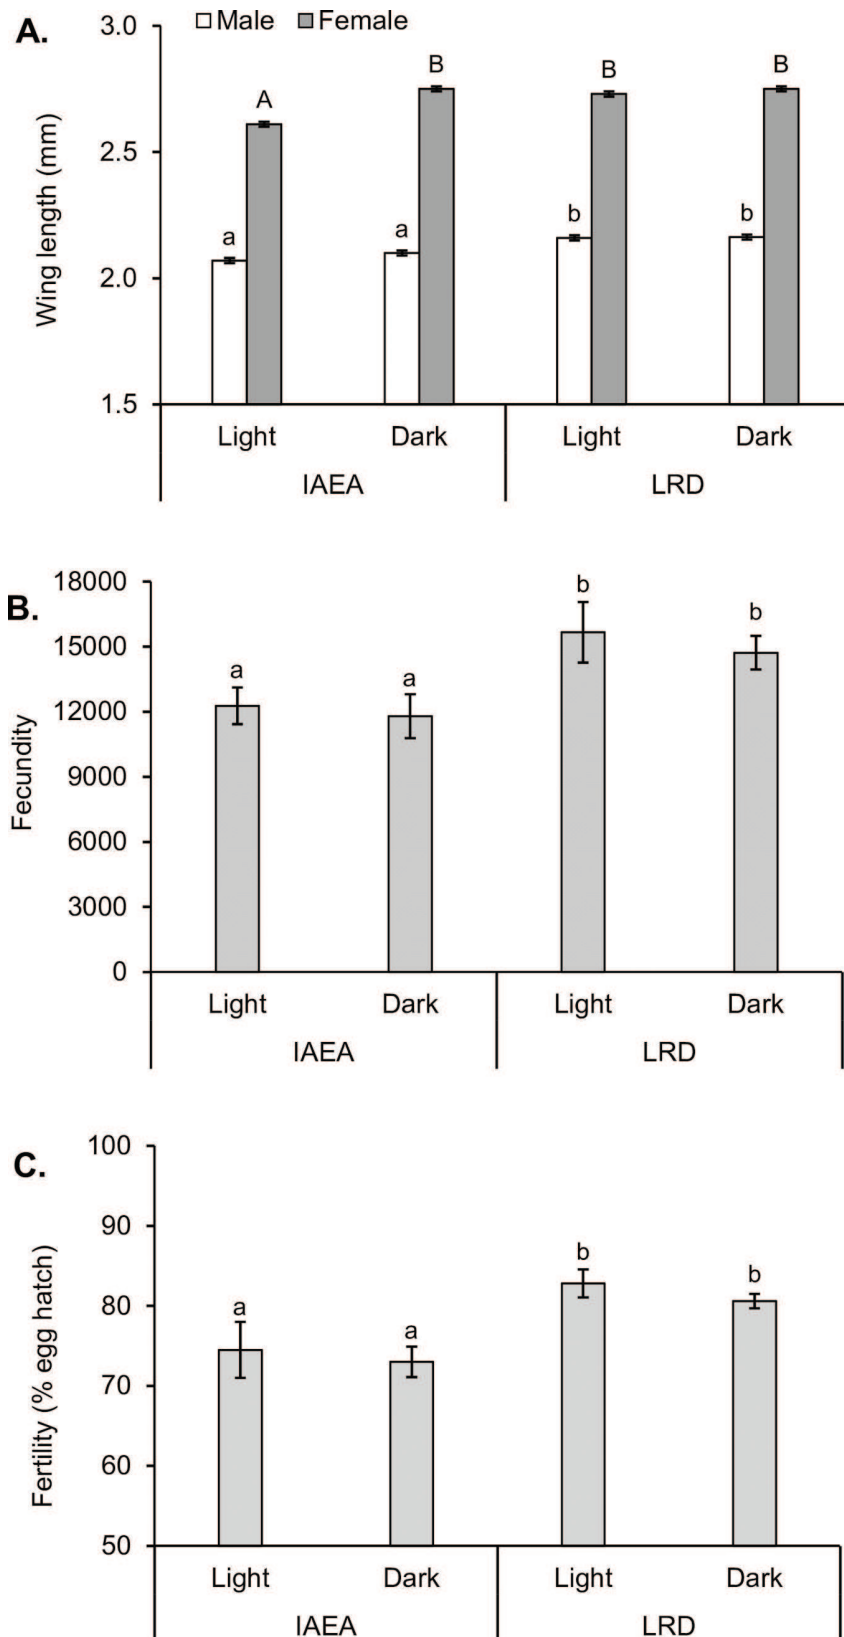 A.
Male Female
3.0
2.5
2.0
1.5
Wing length (mm)
A
B
B
B
a
a
b
b
Light Dark Light Dark
IAEA LRD
B.
18000
15000
12000
9000
6000
3000
0
Fecundity
a
a
b
b
Light Dark Light Dark
IAEA LRD
C.
100
90
80
70
60
50
Fertility (% egg hatch)
a
a
b
b
Light Dark Light Dark
IAEA LRD